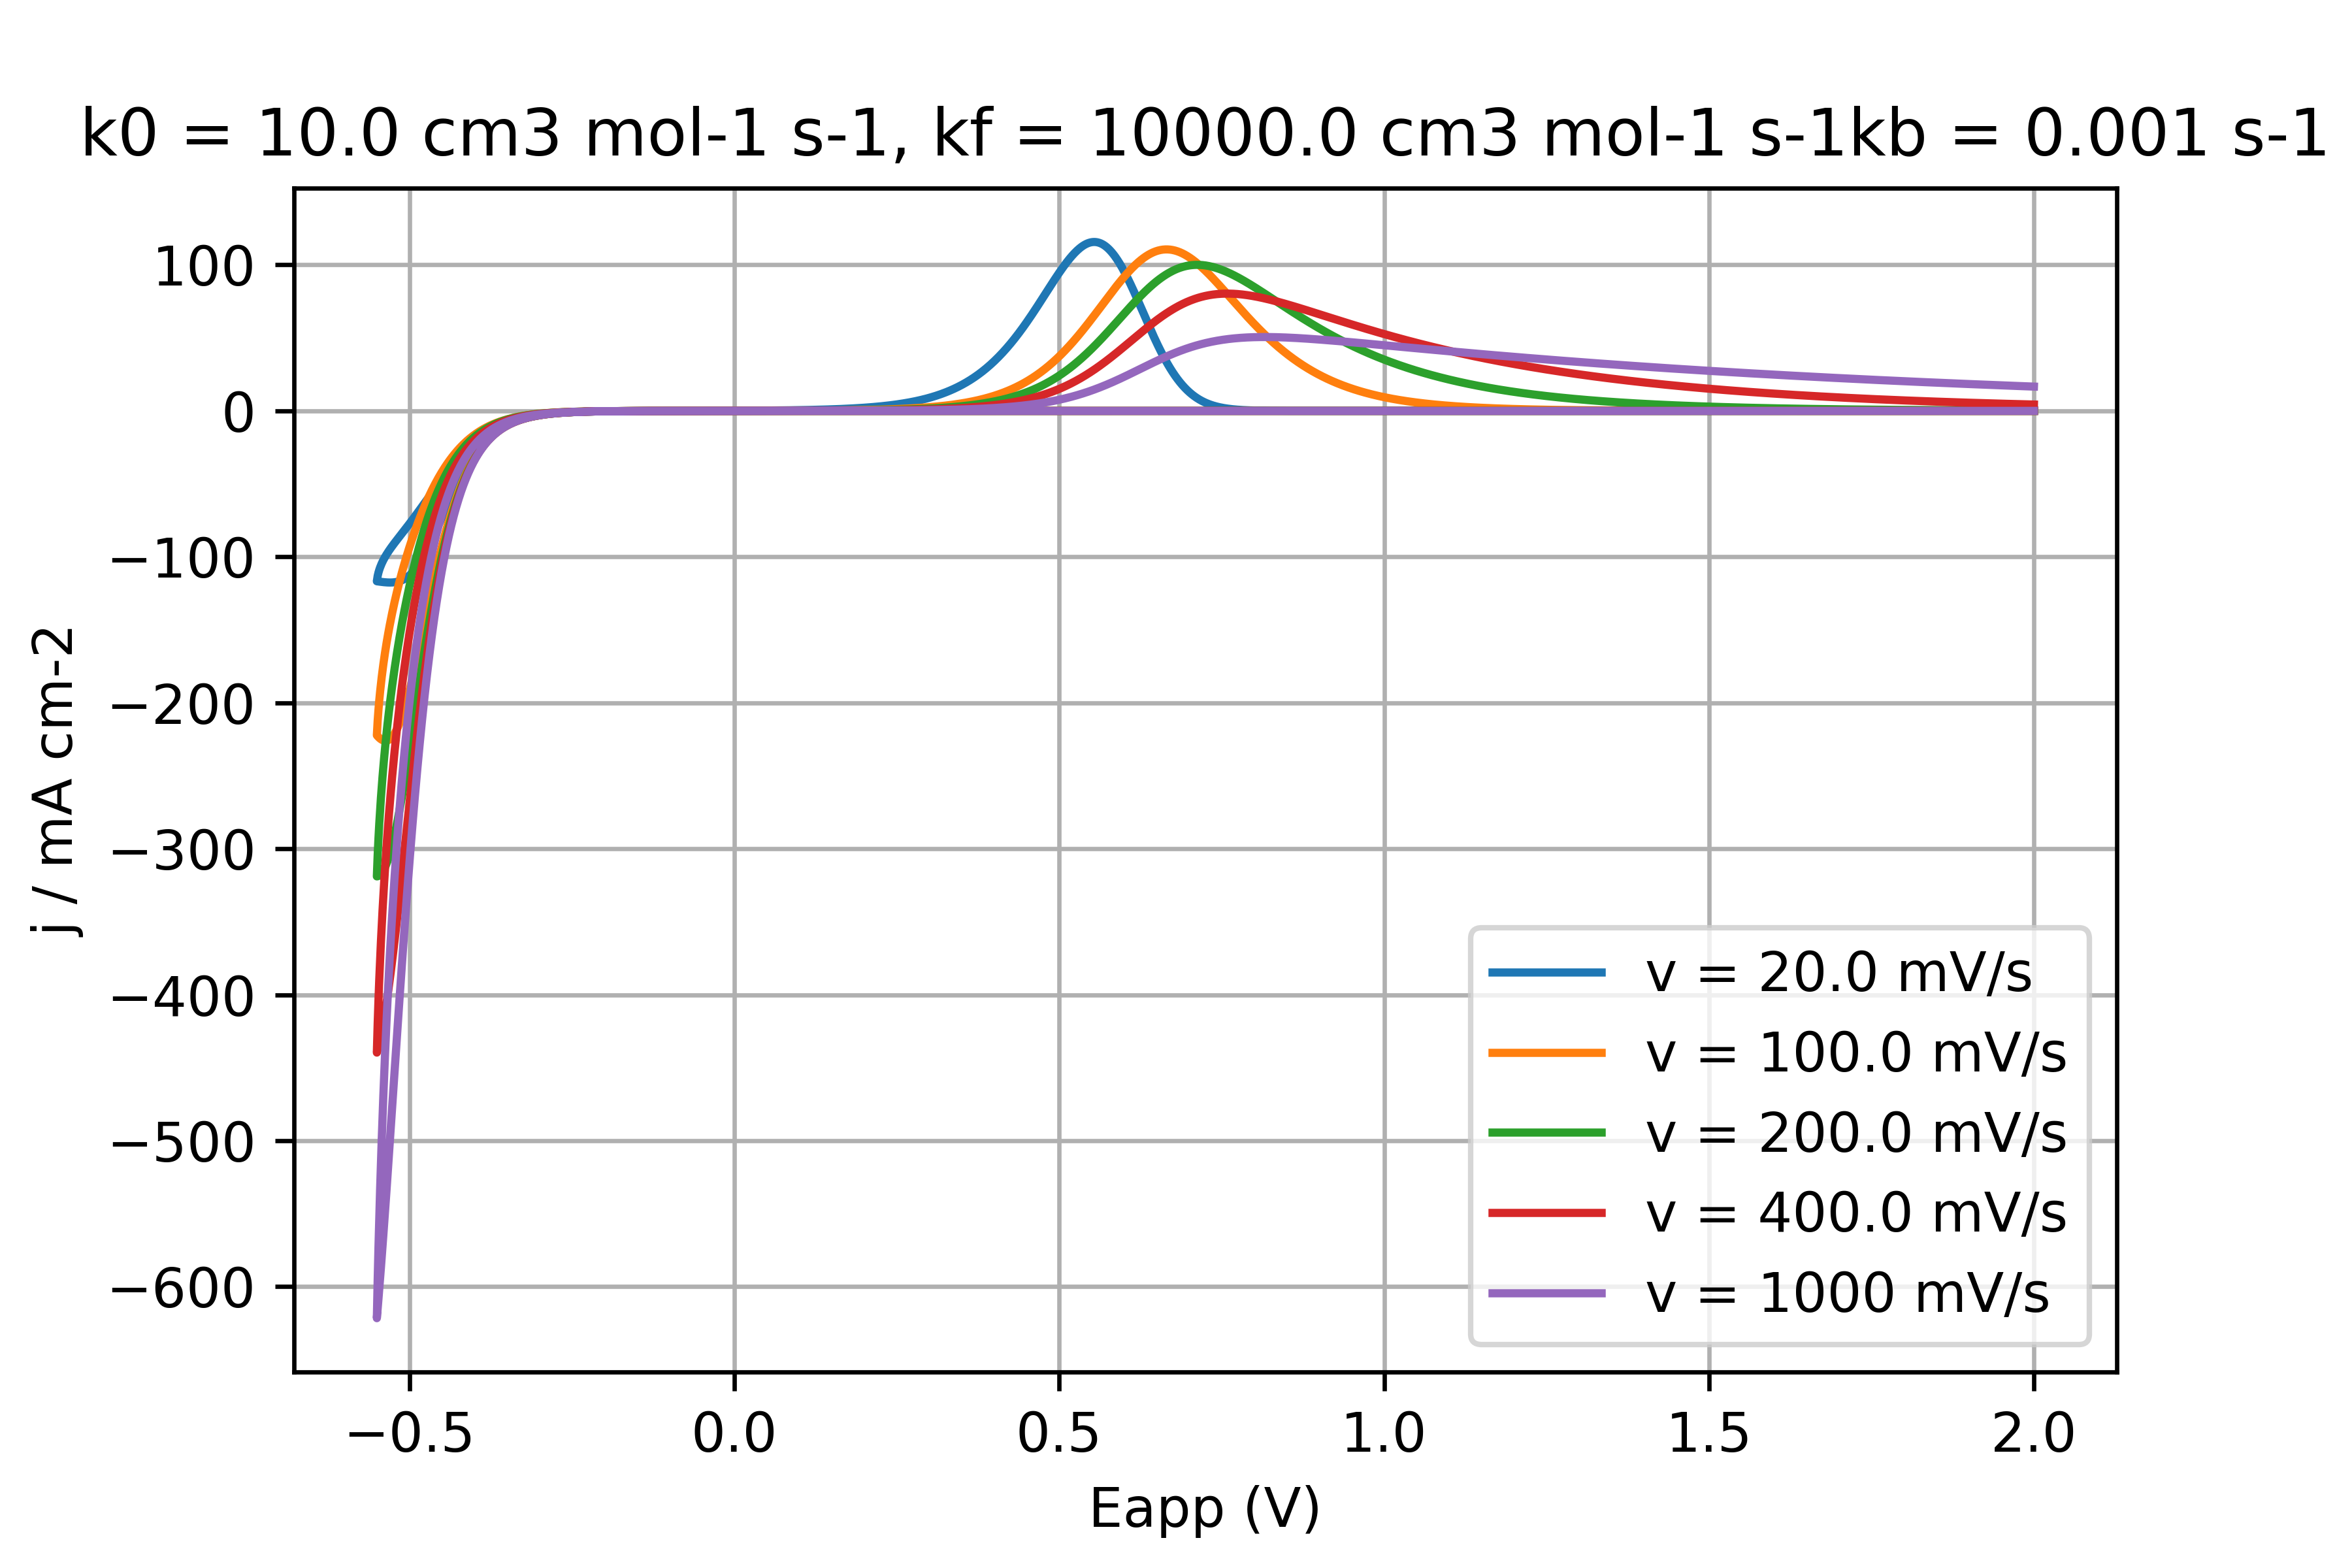 k0 = 10.0 cm3 mol-1 s-1, kf = 10000.0 cm3 mol-1 s-1kb = 0.001 s-1
100
0
−100
−200
−300
−400
−500
−600
j / mA cm-2
v = 20.0 mV/s
v = 100.0 mV/s
v = 200.0 mV/s
v = 400.0 mV/s
v = 1000 mV/s
−0.5 0.0 0.5 1.0 1.5 2.0
Eapp (V)